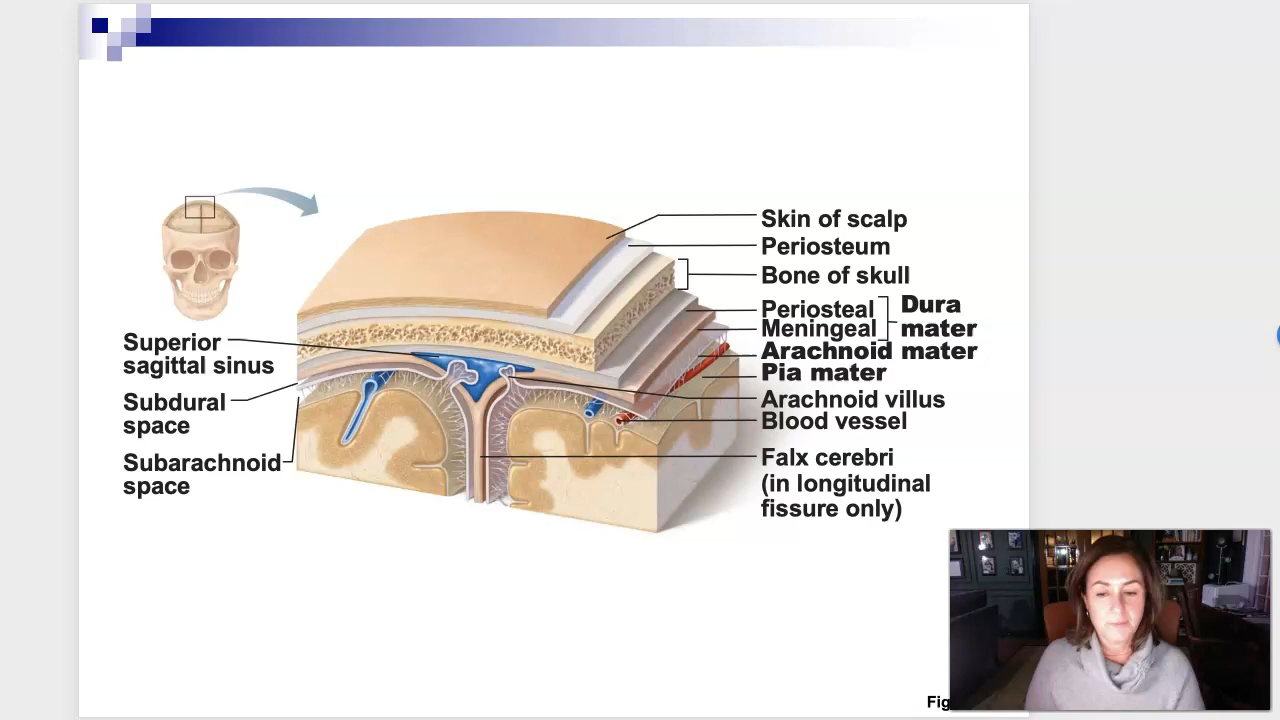 Skin of scalp
Periosteum
Bone of skull
Periosteal
Meningeal
Dura
mater
Arachnoid mater
Pia mater
Arachnoid villus
Blood vessel
Falx cerebri
(in longitudinal
fissure only)
Superior
sagittal sinus
Subdural
space
Subarachnoid
space
Fig